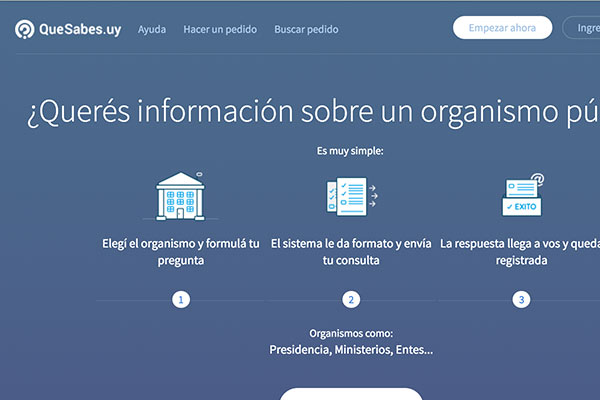 QueSabes.uy Ayuda Hacer un pedido Buscar pedido Empezar ahora Ingre
¿Querés información sobre un organismo pú
Es muy simple:
@
EXITO
Elegí el organismo y formulá tu
pregunta
El sistema le da formato y envía
tu consulta
La respuesta llega a vos y queda
registrada
1 2 3
Organismos como:
Presidencia, Ministerios, Entes...